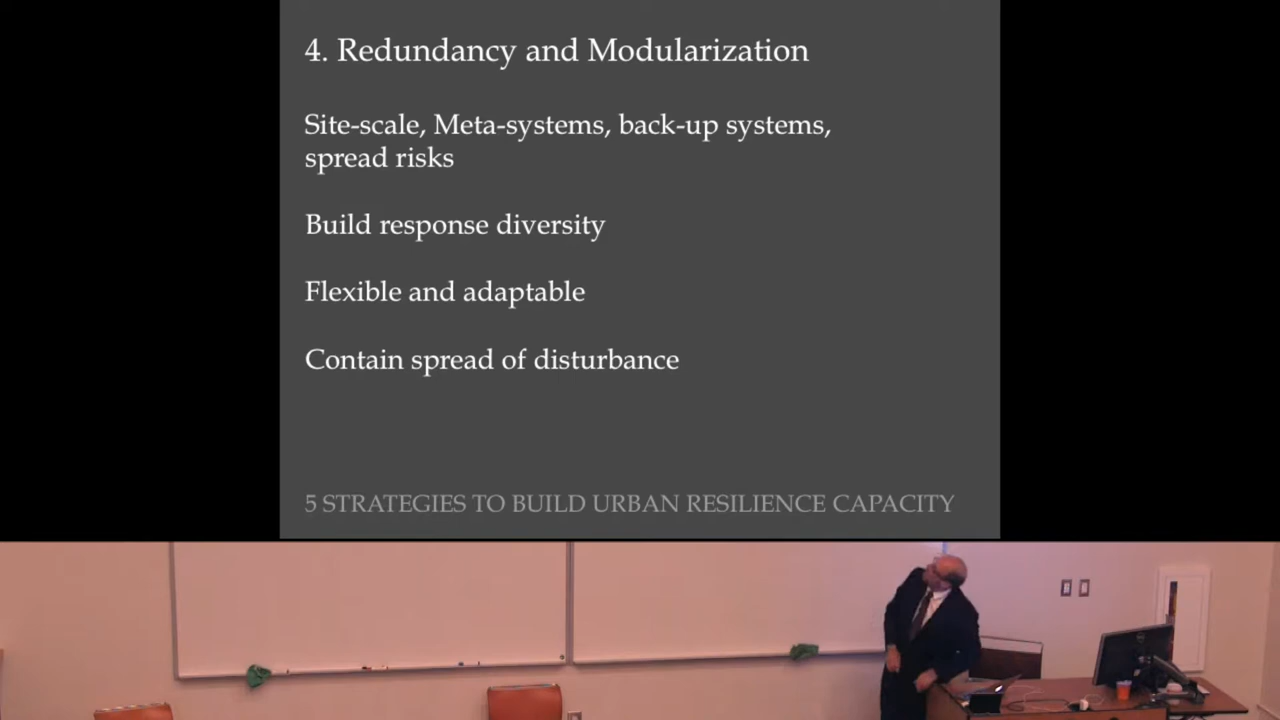 4. Redundancy and Modularization
Site-scale, Meta-systems, back-up systems,
spread risks
Build response diversity
Flexible and adaptable
Contain spread of disturbance
5 STRATEGIES TO BUILD URBAN RESILIENCE CAPACITY